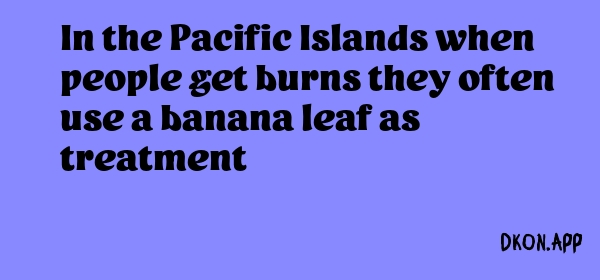 In the Pacific Islands when
people get burns they often
use a banana leaf as
treatment
DKON.APP